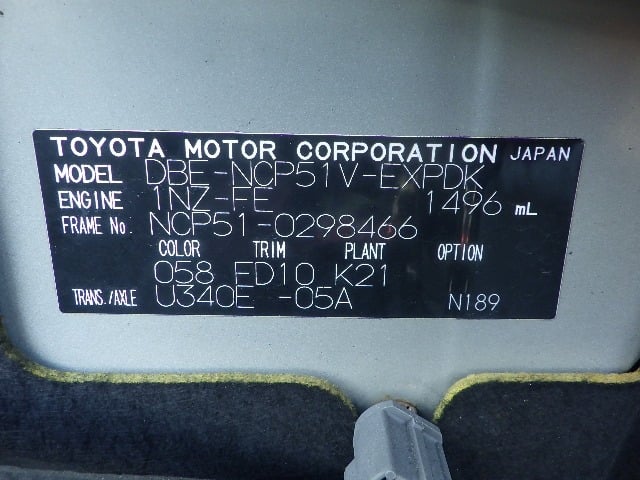 TOYOTA MOTOR CORPORATION JAPAN
MODEL DBE-NCP51V-EXPDK
ENGINE 1NZ-FE 1496 mL
FRAME No. NCP51-0298466
COLOR TRIM PLANT OPTION
058 ED10 K21
TRANS./AXLE U340E -05A N189